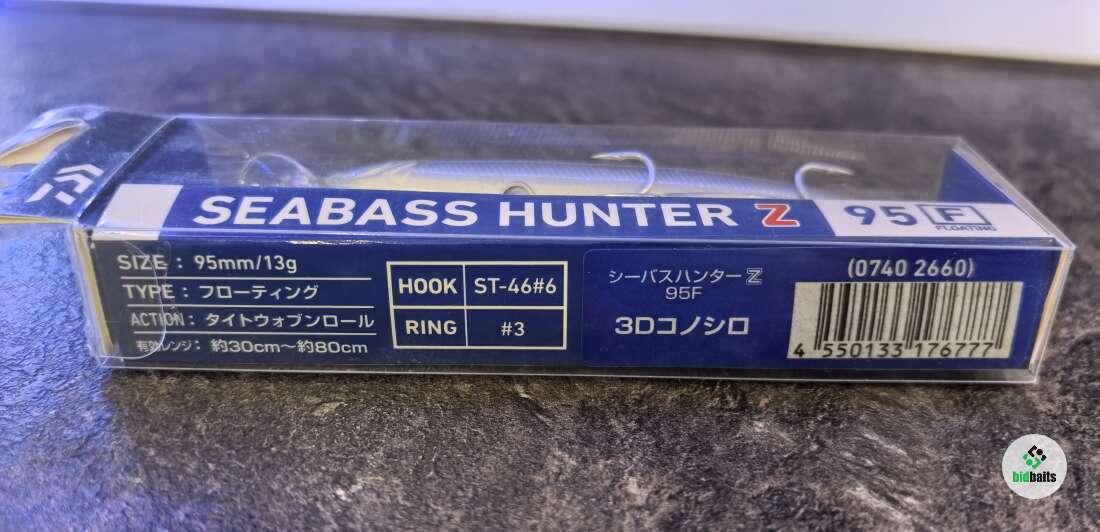 SEABASS HUNTER Z 95 F
FLOATING
SIZE : 95mm/13g
TYPE : フローティング
ACTION: タイトウォブンロール
有効レンジ: 約30cm～約80cm
HOOK ST-46#6
RING #3
シーバスハンターZ
95F
3Dコノシロ
(0740 2660)
4 550133 176777
bidbaits